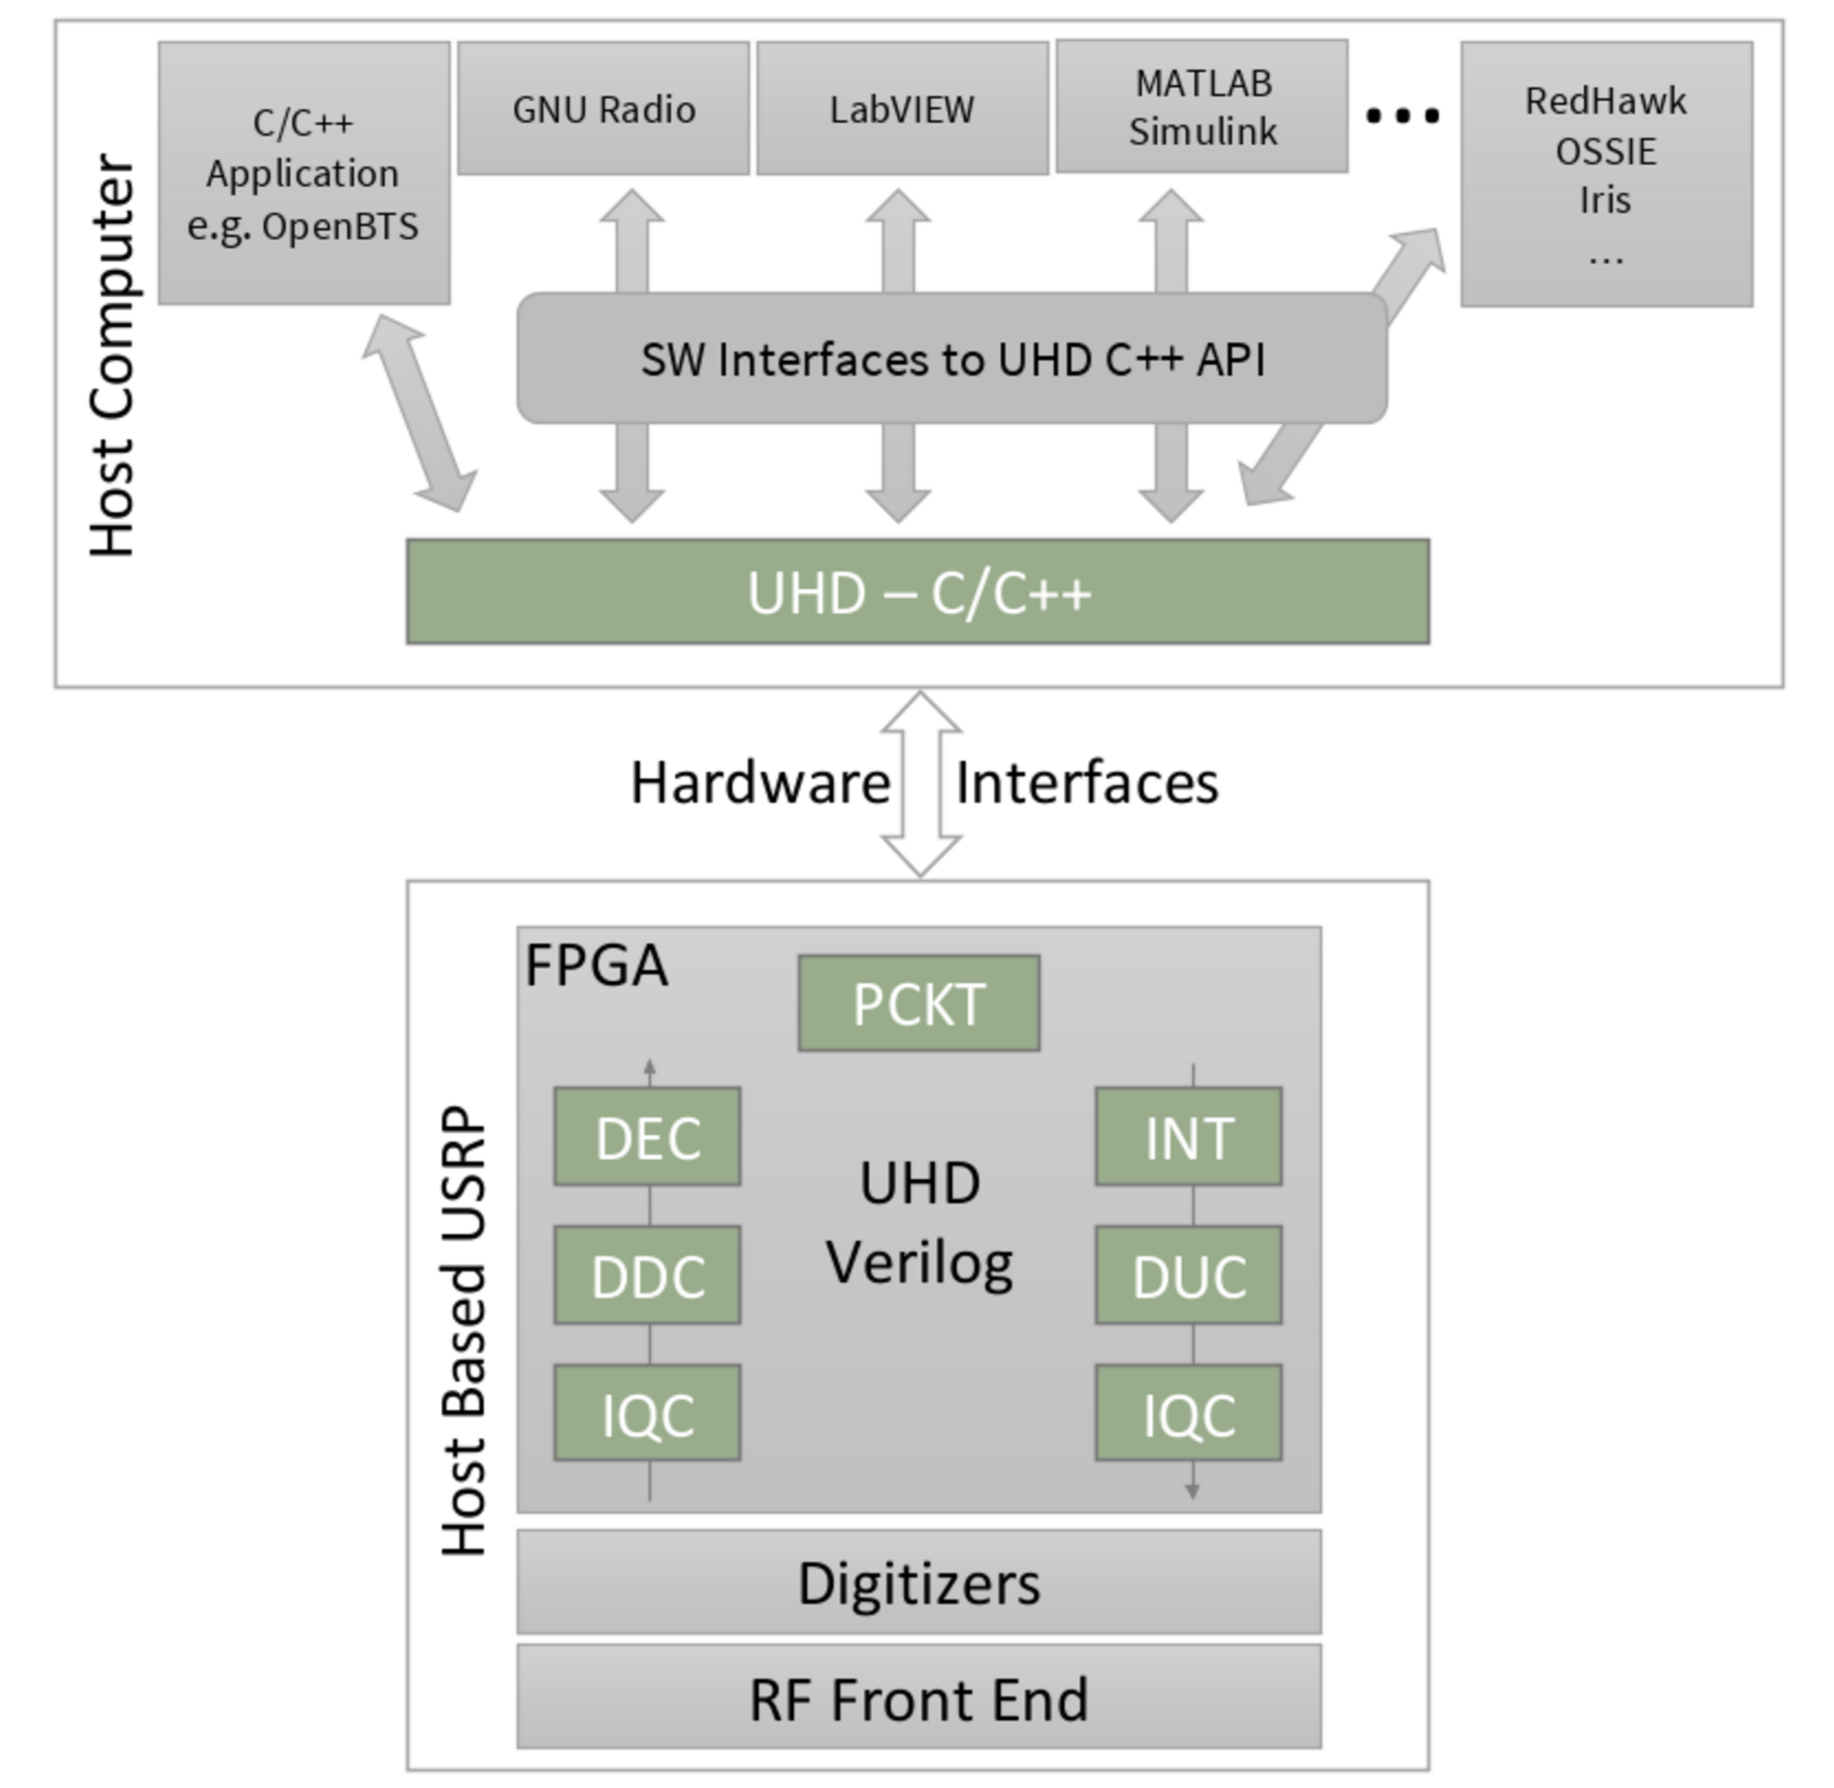 Host Computer
C/C++
Application
e.g. OpenBTS
GNU Radio
LabVIEW
MATLAB
Simulink
...
RedHawk
OSSIE
Iris
...
SW Interfaces to UHD C++ API
UHD – C/C++
Hardware Interfaces
Host Based USRP
FPGA
PCKT
DEC
DDC
IQC
UHD
Verilog
INT
DUC
IQC
Digitizers
RF Front End